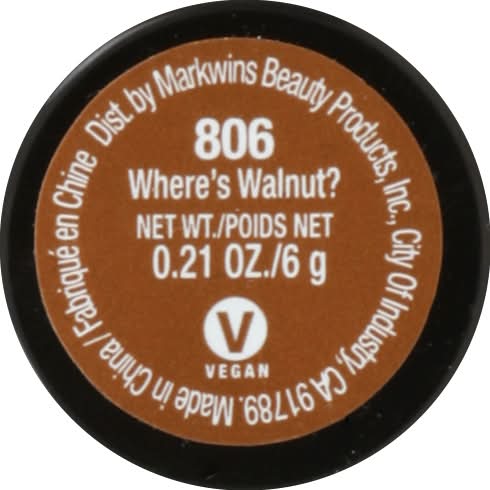 Dist. by Markwins Beauty Products, Inc., City Of Industry, CA 91789. Made in China / Fabriqué en Chine
806
Where's Walnut?
NET WT./POIDS NET
0.21 OZ./6 g
V
VEGAN